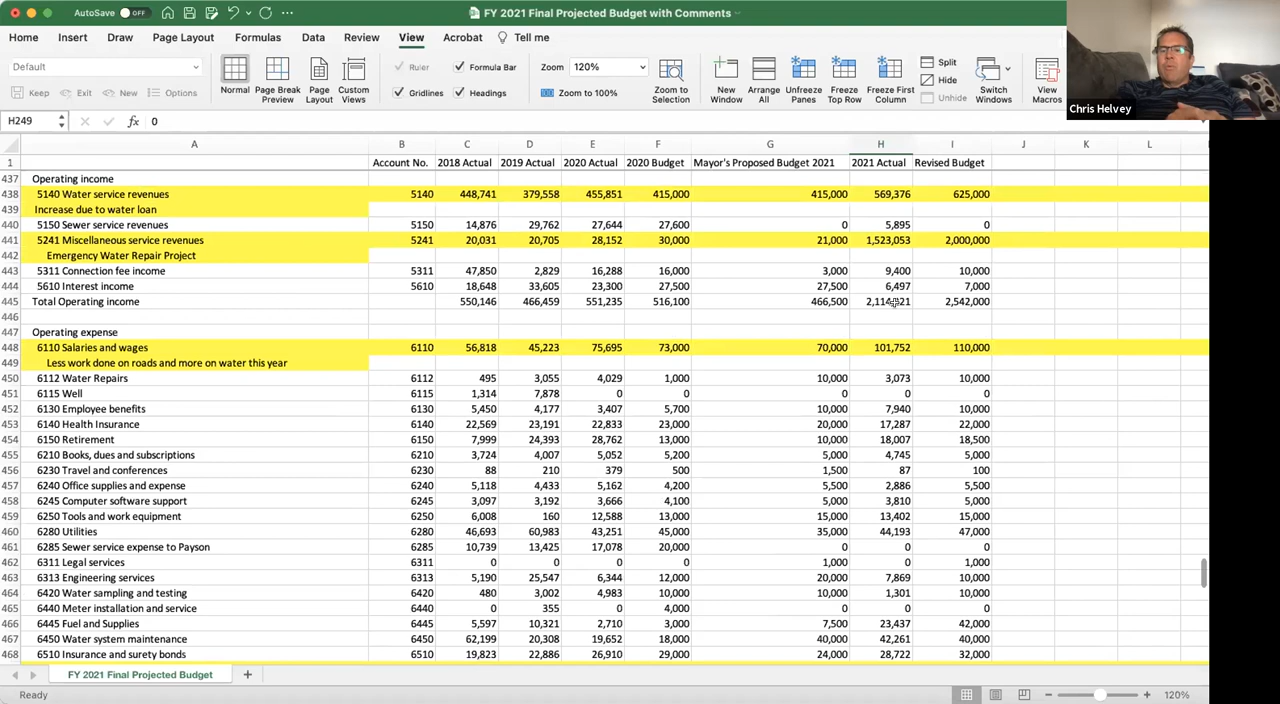 AutoSave OFF FY 2021 Final Projected Budget with Comments
Home Insert Draw Page Layout Formulas Data Review View Acrobat Tell me
Default
Keep Exit New Options
Normal Page Break Preview Page Layout Custom Views
Ruler Formula Bar
Gridlines Headings
Zoom 120%
Zoom to 100%
Zoom to Selection
New Window Arrange All Unfreeze Panes Freeze Top Row Freeze First Column
Split
Hide
Unhide
Switch Windows View Macros
Chris Helvey
H249 fx 0
A B C D E F G H I J K L
1 Account No. 2018 Actual 2019 Actual 2020 Actual 2020 Budget Mayor's Proposed Budget 2021 2021 Actual Revised Budget
437 Operating income
438 5140 Water service revenues 5140 448,741 379,558 455,851 415,000 415,000 569,376 625,000
439 Increase due to water loan
440 5150 Sewer service revenues 5150 14,876 29,762 27,644 27,600 0 5,895 0
441 5241 Miscellaneous service revenues 5241 20,031 20,705 28,152 30,000 21,000 1,523,053 2,000,000
442 Emergency Water Repair Project
443 5311 Connection fee income 5311 47,850 2,829 16,288 16,000 3,000 9,400 10,000
444 5610 Interest income 5610 18,648 33,605 23,300 27,500 27,500 6,497 7,000
445 Total Operating income 550,146 466,459 551,235 516,100 466,500 2,114,221 2,542,000
446
447 Operating expense
448 6110 Salaries and wages 6110 56,818 45,223 75,695 73,000 70,000 101,752 110,000
449 Less work done on roads and more on water this year
450 6112 Water Repairs 6112 495 3,055 4,029 1,000 10,000 3,073 10,000
451 6115 Well 6115 1,314 7,878 0 0 0 0 0
452 6130 Employee benefits 6130 5,450 4,177 3,407 5,700 10,000 7,940 10,000
453 6140 Health Insurance 6140 22,569 23,191 22,833 23,000 20,000 17,287 22,000
454 6150 Retirement 6150 7,999 24,393 28,762 13,000 10,000 18,007 18,500
455 6210 Books, dues and subscriptions 6210 3,724 4,007 5,052 5,200 5,000 4,745 5,000
456 6230 Travel and conferences 6230 88 210 379 500 1,500 87 100
457 6240 Office supplies and expense 6240 5,118 4,433 5,162 4,200 5,500 2,886 5,500
458 6245 Computer software support 6245 3,097 3,192 3,666 4,100 5,000 3,810 5,000
459 6250 Tools and work equipment 6250 6,008 160 12,588 13,000 15,000 13,402 15,000
460 6280 Utilities 6280 46,693 60,983 43,251 45,000 35,000 44,193 47,000
461 6285 Sewer service expense to Payson 6285 10,739 13,425 17,078 20,000 0 0 0
462 6311 Legal services 6311 0 0 0 0 1,000 0 1,000
463 6313 Engineering services 6313 5,190 25,547 6,344 12,000 20,000 7,869 10,000
464 6420 Water sampling and testing 6420 480 3,002 4,983 10,000 10,000 1,301 10,000
465 6440 Meter installation and service 6440 0 355 0 4,000 0 0 0
466 6445 Fuel and Supplies 6445 5,597 10,321 2,710 3,000 7,500 23,437 42,000
467 6450 Water system maintenance 6450 62,199 20,308 19,652 18,000 40,000 42,261 40,000
468 6510 Insurance and surety bonds 6510 19,823 22,886 26,910 29,000 24,000 28,722 32,000
FY 2021 Final Projected Budget
Ready 120%